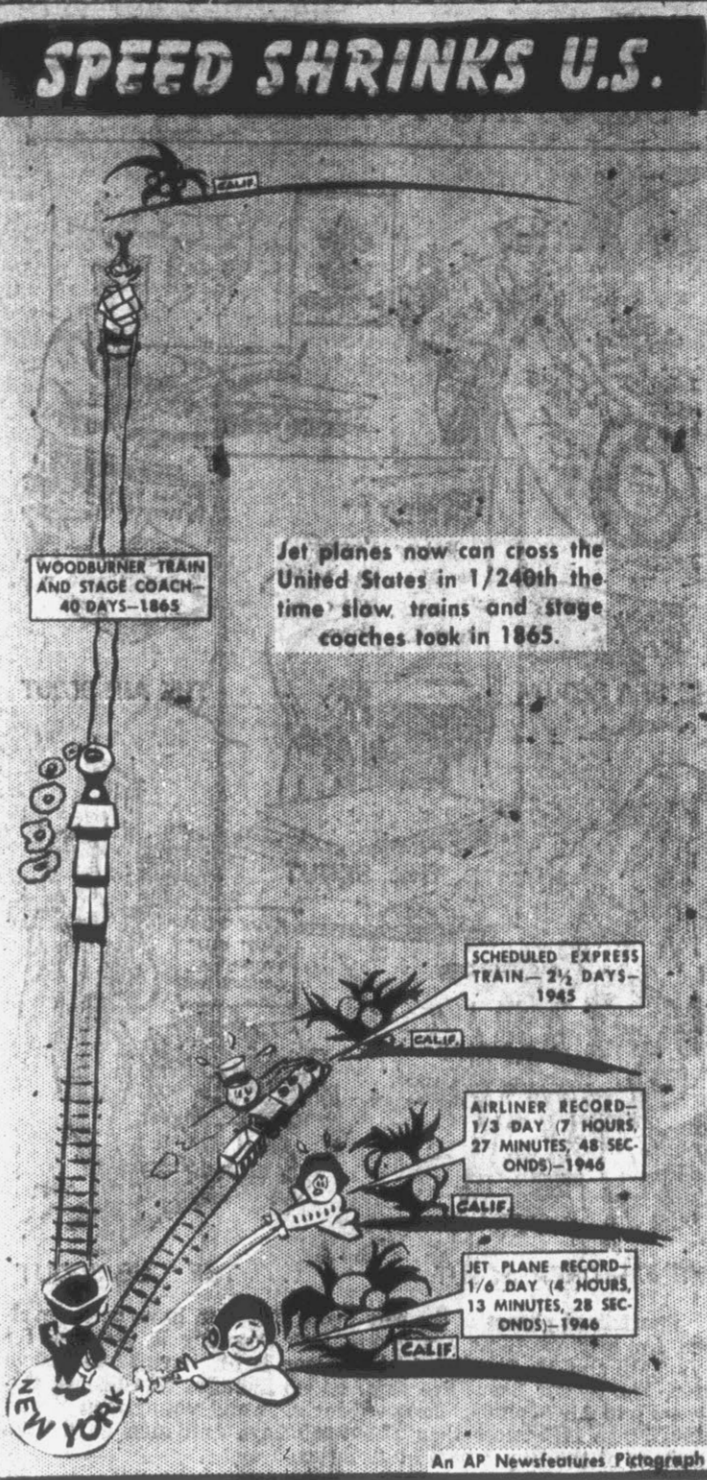 SPEED SHRINKS U.S.
CALIF.
WOODBURNER TRAIN
AND STAGE COACH—
40 DAYS—1865
Jet planes now can cross the
United States in 1/240th the
time slow trains and stage
coaches took in 1865.
SCHEDULED EXPRESS
TRAIN— 2½ DAYS—
1945
CALIF.
AIRLINER RECORD—
1/3 DAY (7 HOURS,
27 MINUTES, 48 SEC-
ONDS)—1946
CALIF.
JET PLANE RECORD—
1/6 DAY (4 HOURS,
13 MINUTES, 28 SEC-
ONDS)—1946
CALIF.
NEW YORK
An AP Newsfeatures Pictograph